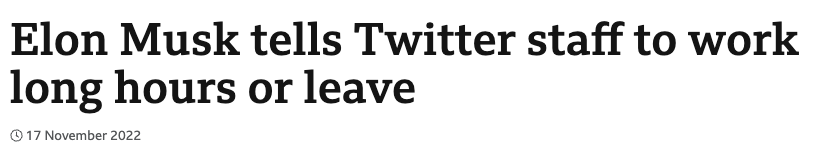 Elon Musk tells Twitter staff to work
long hours or leave
17 November 2022